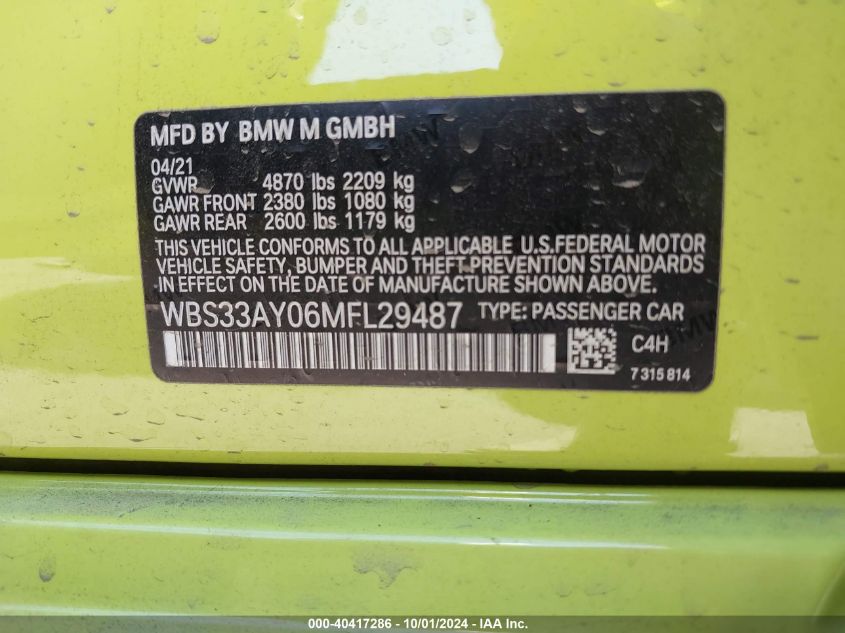 MFD BY BMW M GMBH
04/21
GVWR 4870 lbs 2209 kg
GAWR FRONT 2380 lbs 1080 kg
GAWR REAR 2600 lbs 1179 kg
THIS VEHICLE CONFORMS TO ALL APPLICABLE U.S.FEDERAL MOTOR
VEHICLE SAFETY, BUMPER AND THEFT PREVENTION STANDARDS
IN EFFECT ON THE DATE OF MANUFACTURE SHOWN ABOVE.
WBS33AY06MFL29487 TYPE: PASSENGER CAR
C4H
7315814
000-40417286 - 10/01/2024 - IAA Inc.